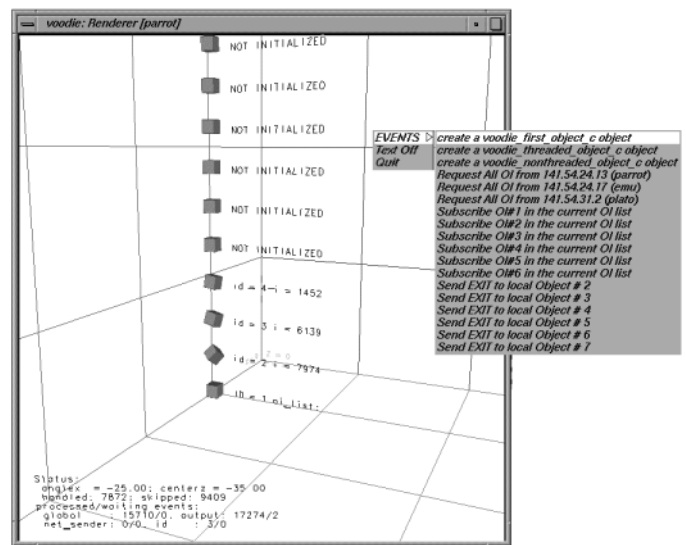 voodie: Renderer [parrot]
NOT INITIALIZED
NOT INITIALIZED
NOT INITIALIZED
NOT INITIALIZED
NOT INITIALIZED
NOT INITIALIZED
id = 4 i = 1452
id = 3 i = 6139
id = 2 i = 7974
ID = 1 oi_list:
EVENTS
Text Off
Quit
create a voodie_first_object_c object
create a voodie_threaded_object_c object
create a voodie_nonthreaded_object_c object
Request All OI from 141.54.24.13 (parrot)
Request All OI from 141.54.24.17 (emu)
Request All OI from 141.54.31.2 (plato)
Subscribe OI#1 in the current OI list
Subscribe OI#2 in the current OI list
Subscribe OI#3 in the current OI list
Subscribe OI#4 in the current OI list
Subscribe OI#5 in the current OI list
Subscribe OI#6 in the current OI list
Send EXIT to local Object # 2
Send EXIT to local Object # 3
Send EXIT to local Object # 4
Send EXIT to local Object # 5
Send EXIT to local Object # 6
Send EXIT to local Object # 7
Status:
anglex = -25.00; centerz = -35.00
handled: 7872; skipped: 9409
processed/waiting events:
global : 15710/0, output: 17274/2
net_sender: 0/0, id : 3/0